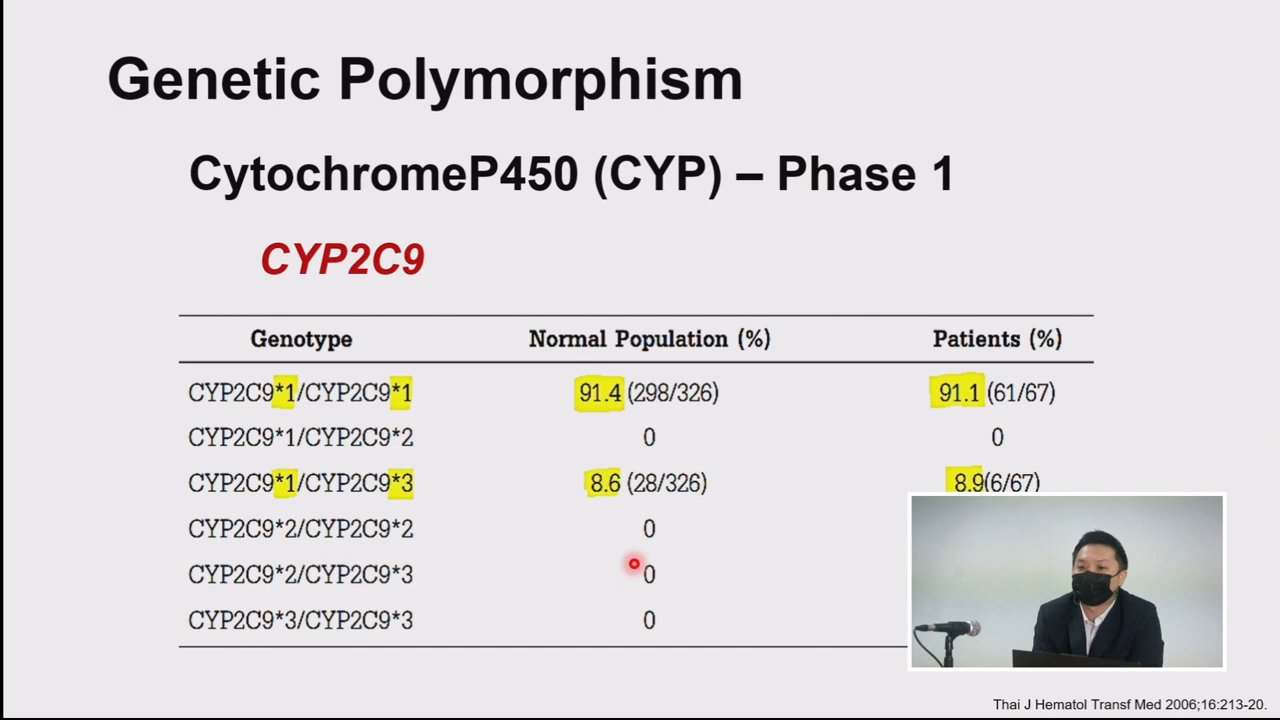 Genetic Polymorphism
CytochromeP450 (CYP) – Phase 1
CYP2C9
Genotype Normal Population (%) Patients (%)
CYP2C9*1/CYP2C9*1 91.4 (298/326) 91.1 (61/67)
CYP2C9*1/CYP2C9*2 0 0
CYP2C9*1/CYP2C9*3 8.6 (28/326) 8.9(6/67)
CYP2C9*2/CYP2C9*2 0
CYP2C9*2/CYP2C9*3 0
CYP2C9*3/CYP2C9*3 0
Thai J Hematol Transf Med 2006;16:213-20.